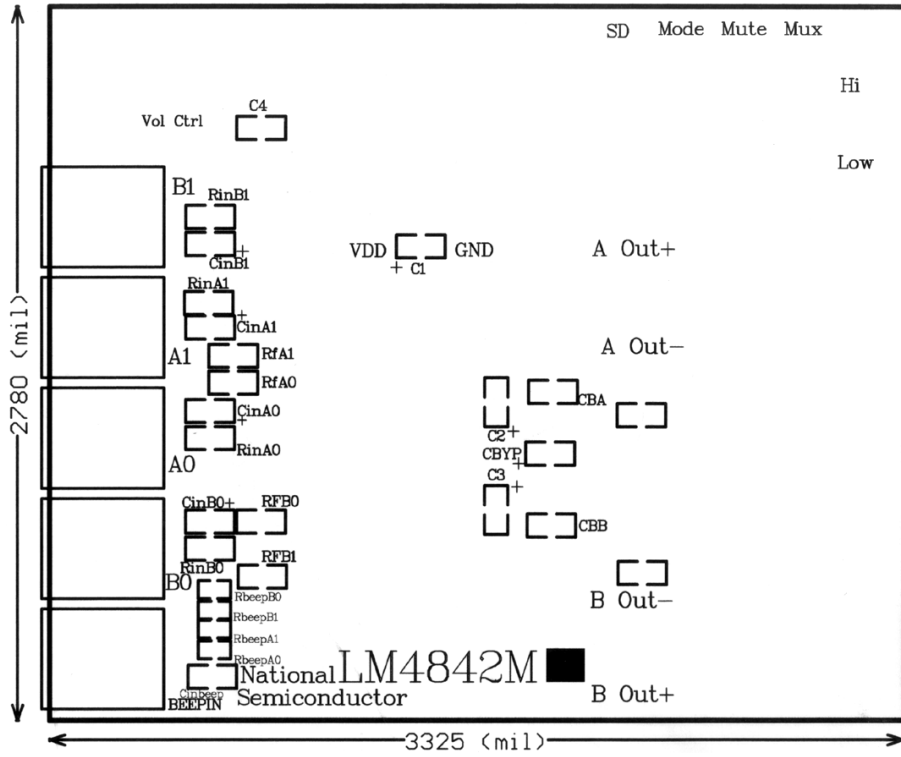 SD Mode Mute Mux
Hi
C4
Vol Ctrl
Low
B1
RinB1
+
CinB1
VDD GND
+ C1
A Out+
RinA1
+
CinA1
A1
RfA1
A Out-
RfA0
CBA
CinA0
+
C2+
RinA0
CBYP
+
A0
C3
+
CinB0+ RFB0
CBB
RinB0
RFB1
B0
RbeepB0
B Out-
RbeepB1
RbeepA1
RbeepA0
National LM4842M
Cinbeep
Semiconductor
BEEPIN
B Out+
2780 (mil)
3325 (mil)